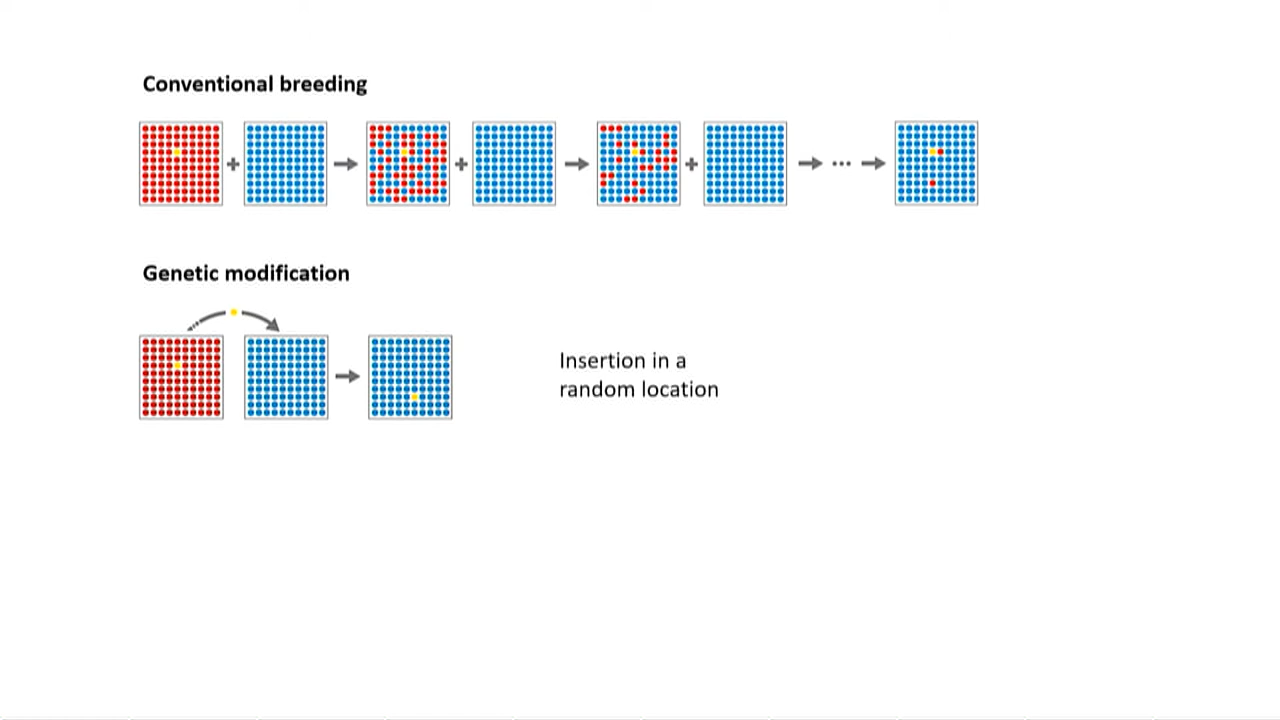 Conventional breeding
Genetic modification
Insertion in a
random location